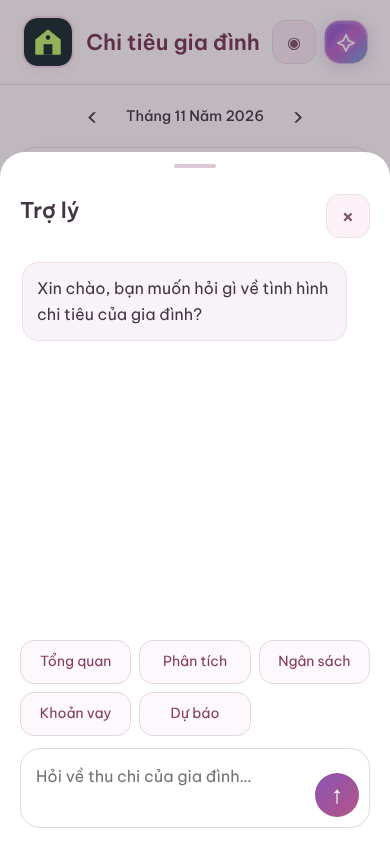 Chi tiêu gia đình
Tháng 11 Năm 2026
Trợ lý
×
Xin chào, bạn muốn hỏi gì về tình hình
chi tiêu của gia đình?
Tổng quan
Phân tích
Ngân sách
Khoản vay
Dự báo
Hỏi về thu chi của gia đình...